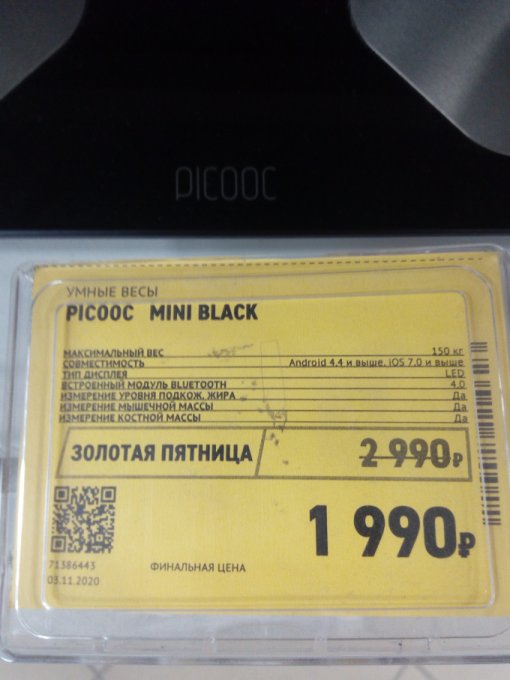 PICOOC
УМНЫЕ ВЕСЫ
PICOOC MINI BLACK
МАКСИМАЛЬНЫЙ ВЕС 150 кг
СОВМЕСТИМОСТЬ Android 4.4 и выше, iOS 7.0 и выше
ТИП ДИСПЛЕЯ LED
ВСТРОЕННЫЙ МОДУЛЬ BLUETOOTH 4.0
ИЗМЕРЕНИЕ УРОВНЯ ПОДКОЖ. ЖИРА Да
ИЗМЕРЕНИЕ МЫШЕЧНОЙ МАССЫ Да
ИЗМЕРЕНИЕ КОСТНОЙ МАССЫ Да
ЗОЛОТАЯ ПЯТНИЦА 2 990₽
1 990₽
71386443 ФИНАЛЬНАЯ ЦЕНА
03.11.2020